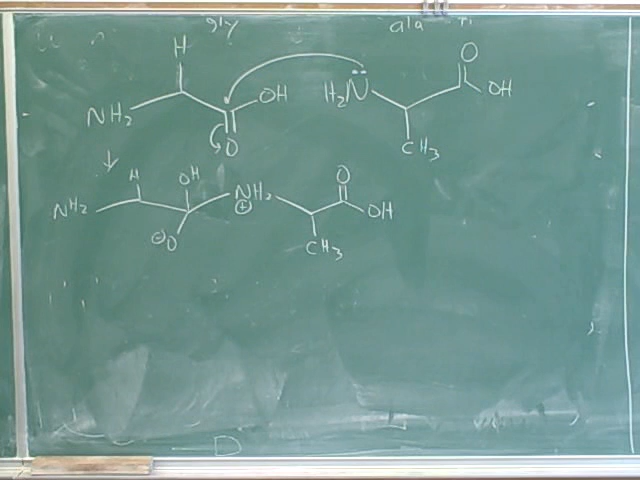 gly ala
H O
NH₂ OH H₂N̈ OH
O CH₃
↓
H OH NH₂ O
NH₂ ⊕ OH
⊖O CH₃
D